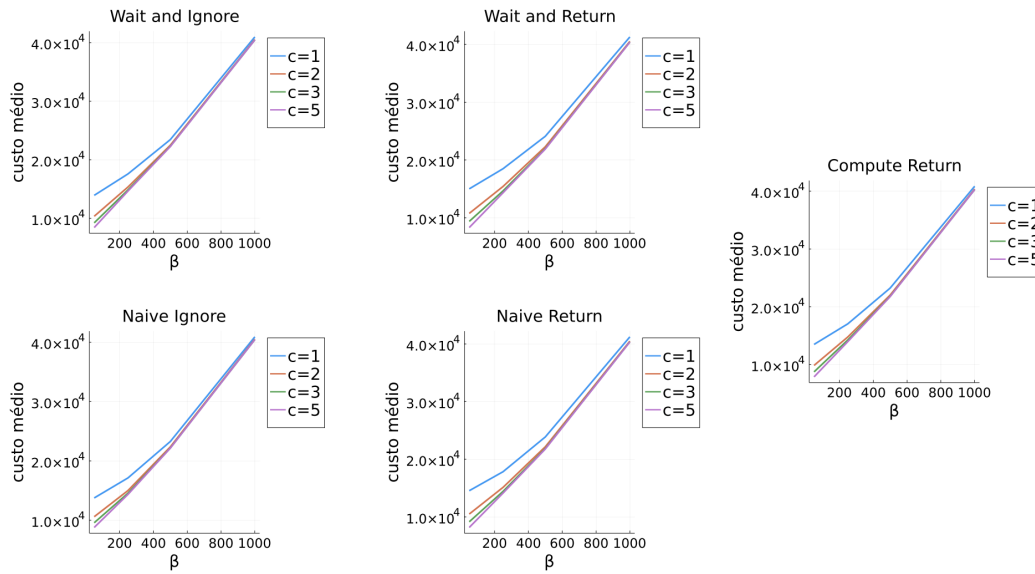 Wait and Ignore
4.0×10⁴
3.0×10⁴
2.0×10⁴
1.0×10⁴
custo médio
200 400 600 800 1000
β
c=1
c=2
c=3
c=5
Wait and Return
4.0×10⁴
3.0×10⁴
2.0×10⁴
1.0×10⁴
custo médio
200 400 600 800 1000
β
c=1
c=2
c=3
c=5
Compute Return
4.0×10⁴
3.0×10⁴
2.0×10⁴
1.0×10⁴
custo médio
200 400 600 800 1000
β
c=1
c=2
c=3
c=5
Naive Ignore
4.0×10⁴
3.0×10⁴
2.0×10⁴
1.0×10⁴
custo médio
200 400 600 800 1000
β
c=1
c=2
c=3
c=5
Naive Return
4.0×10⁴
3.0×10⁴
2.0×10⁴
1.0×10⁴
custo médio
200 400 600 800 1000
β
c=1
c=2
c=3
c=5